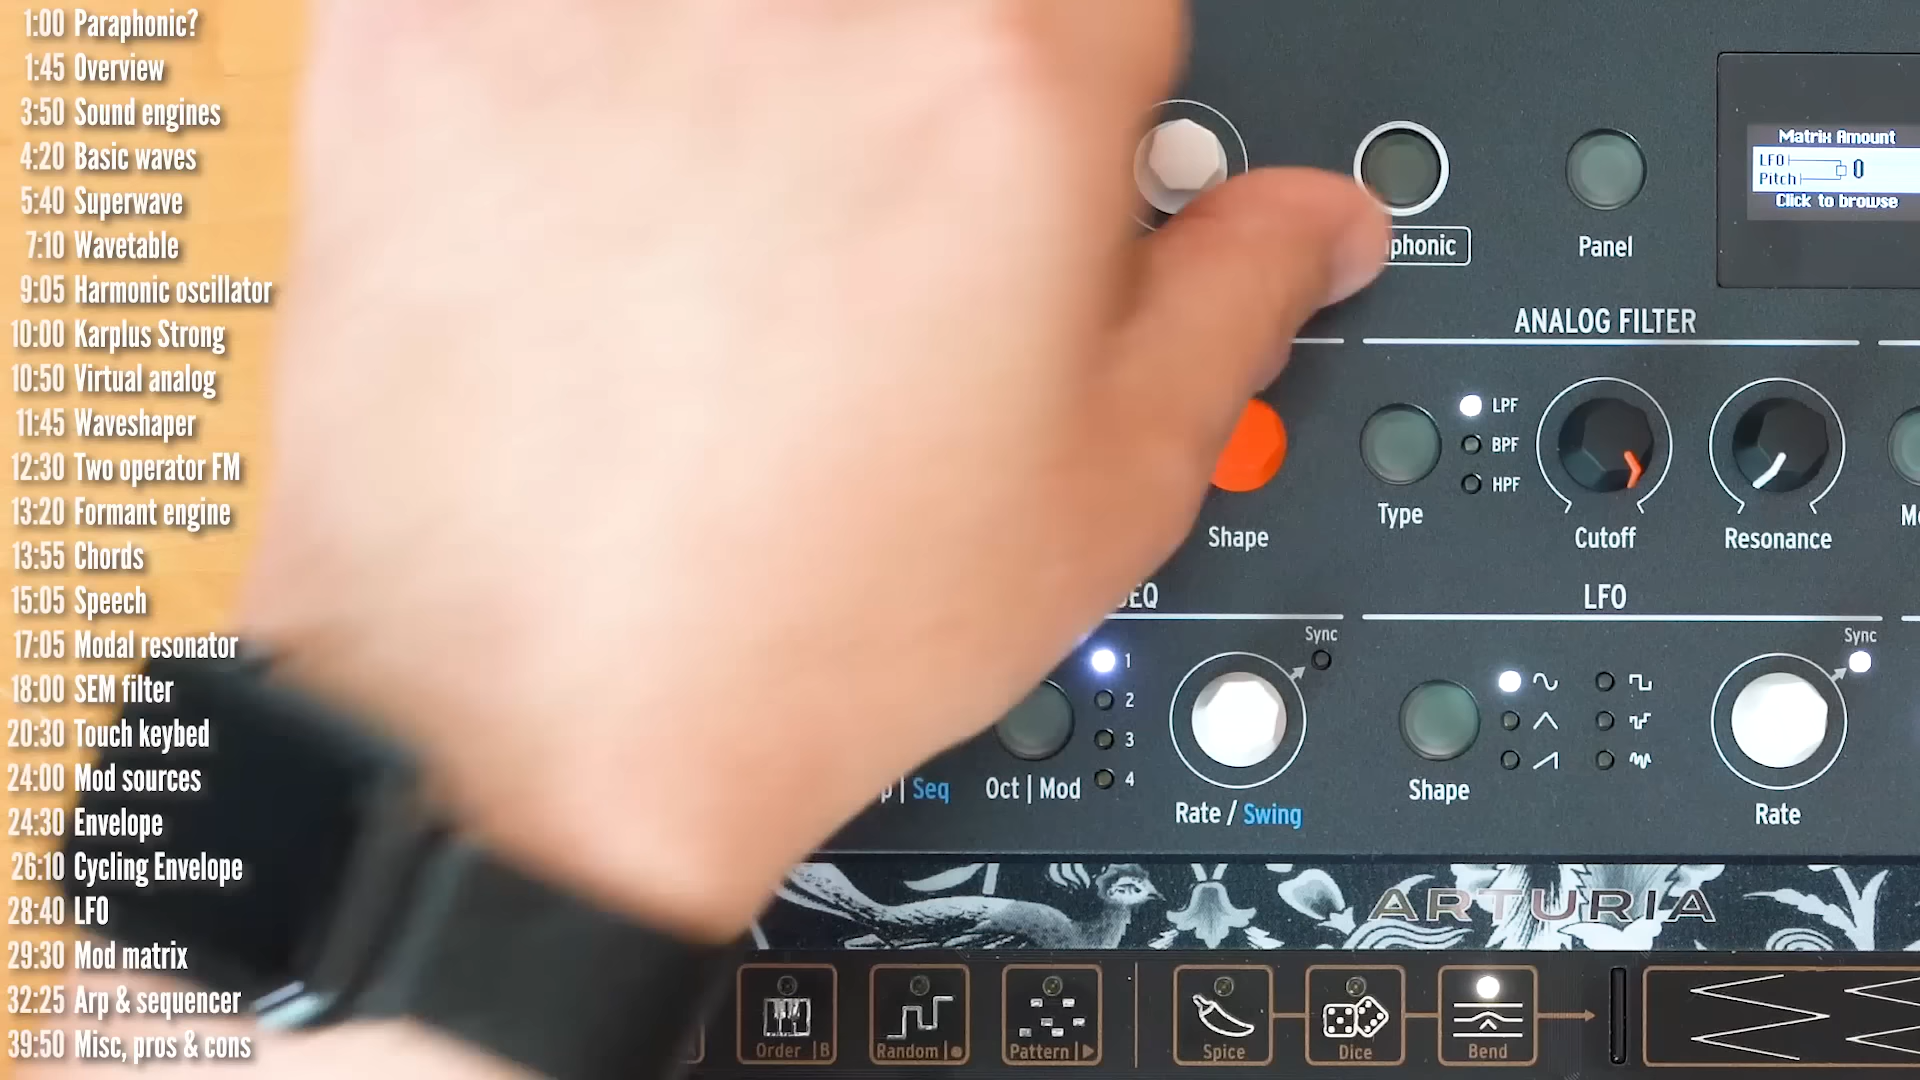 1:00 Paraphonic?
1:45 Overview
3:50 Sound engines
4:20 Basic waves
5:40 Superwave
7:10 Wavetable
9:05 Harmonic oscillator
10:00 Karplus Strong
10:50 Virtual analog
11:45 Waveshaper
12:30 Two operator FM
13:20 Formant engine
13:55 Chords
15:05 Speech
17:05 Modal resonator
18:00 SEM filter
20:30 Touch keybed
24:00 Mod sources
24:30 Envelope
26:10 Cycling Envelope
28:40 LFO
29:30 Mod matrix
32:25 Arp & sequencer
39:50 Misc, pros & cons
Matrix Amount
LFO
0
Pitch
Click to browse
phonic
Panel
ANALOG FILTER
LPF
BPF
HPF
Shape
Type
Cutoff
Resonance
SEQ
LFO
Sync
Sync
1
2
3
4
| Seq
Oct | Mod
Rate / Swing
Shape
Rate
ARTURIA
Order | B
Random |
Pattern |
Spice
Dice
Bend